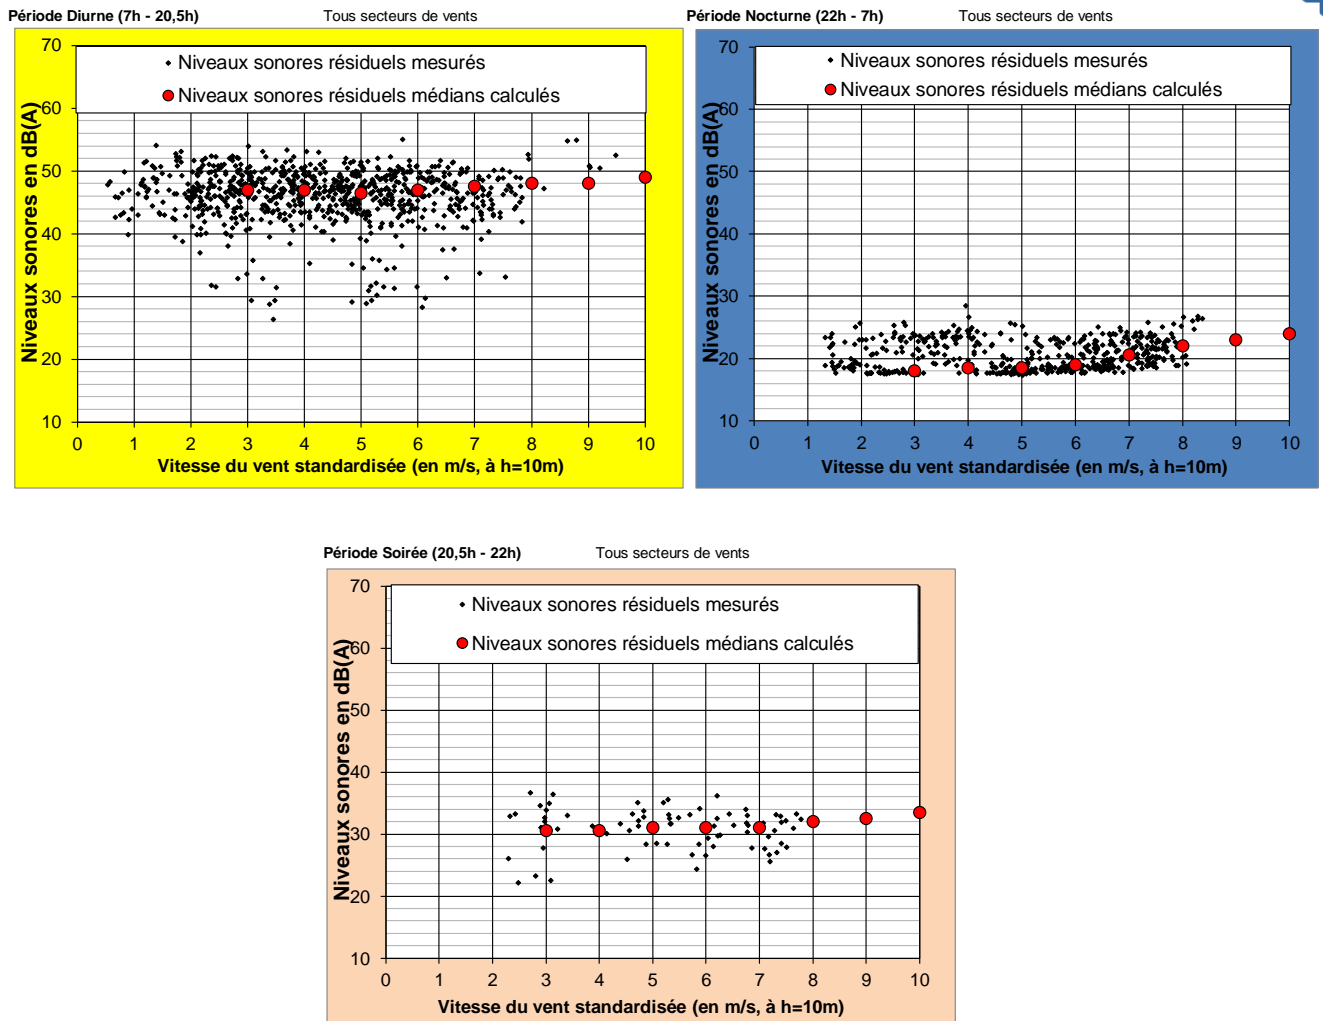 Période Diurne (7h - 20,5h) Tous secteurs de vents
Niveaux sonores résiduels mesurés
Niveaux sonores résiduels médians calculés
Niveaux sonores en dB(A)
70
60
50
40
30
20
10
0 1 2 3 4 5 6 7 8 9 10
Vitesse du vent standardisée (en m/s, à h=10m)
Période Nocturne (22h - 7h) Tous secteurs de vents
Niveaux sonores résiduels mesurés
Niveaux sonores résiduels médians calculés
Niveaux sonores en dB(A)
70
60
50
40
30
20
10
0 1 2 3 4 5 6 7 8 9 10
Vitesse du vent standardisée (en m/s, à h=10m)
Période Soirée (20,5h - 22h) Tous secteurs de vents
Niveaux sonores résiduels mesurés
Niveaux sonores résiduels médians calculés
Niveaux sonores en dB(A)
70
60
50
40
30
20
10
0 1 2 3 4 5 6 7 8 9 10
Vitesse du vent standardisée (en m/s, à h=10m)